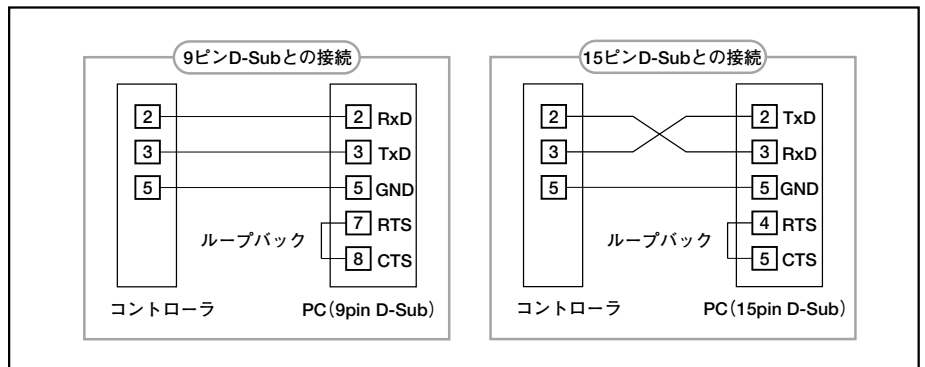 9ピンD-Subとの接続
2
2 RxD
3
3 TxD
5
5 GND
7 RTS
ループバック
8 CTS
コントローラ
PC(9pin D-Sub)
15ピンD-Subとの接続
2
2 TxD
3
3 RxD
5
5 GND
4 RTS
ループバック
5 CTS
コントローラ
PC(15pin D-Sub)